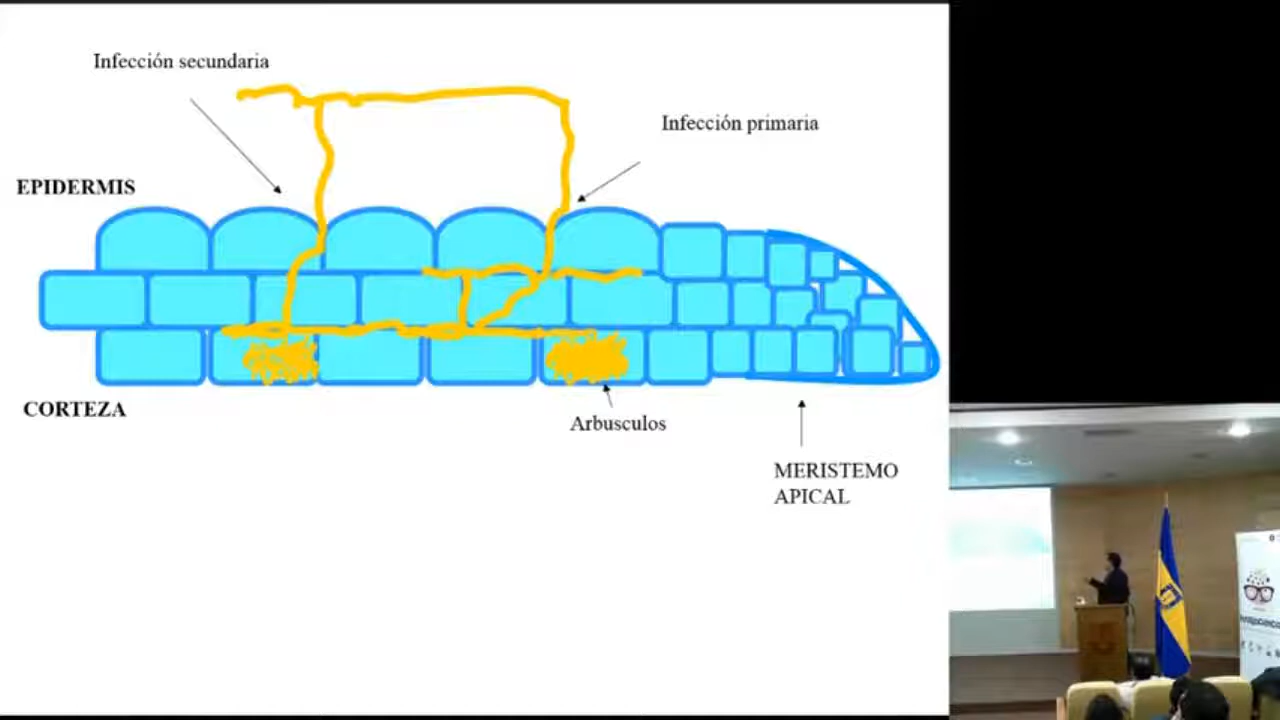 Infección secundaria
Infección primaria
EPIDERMIS
CORTEZA
Arbusculos
MERISTEMO
APICAL